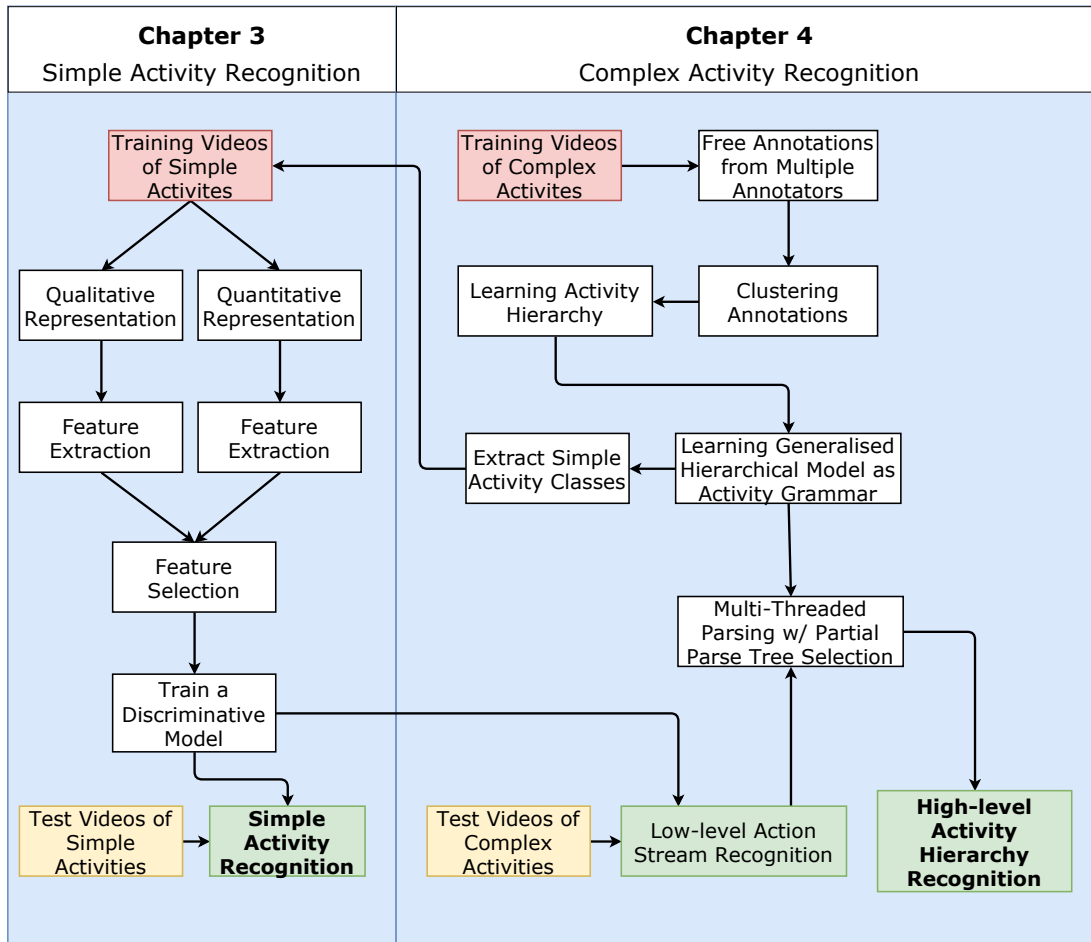 Chapter 3
Simple Activity Recognition
Chapter 4
Complex Activity Recognition
Training Videos
of Simple
Activites
Training Videos
of Complex
Activites
Free Annotations
from Multiple
Annotators
Qualitative
Representation
Quantitative
Representation
Learning Activity
Hierarchy
Clustering
Annotations
Feature
Extraction
Feature
Extraction
Extract Simple
Activity Classes
Learning Generalised
Hierarchical Model as
Activity Grammar
Feature
Selection
Multi-Threaded
Parsing w/ Partial
Parse Tree Selection
Train a
Discriminative
Model
Test Videos of
Simple
Activities
Simple
Activity
Recognition
Test Videos of
Complex
Activities
Low-level Action
Stream Recognition
High-level
Activity
Hierarchy
Recognition